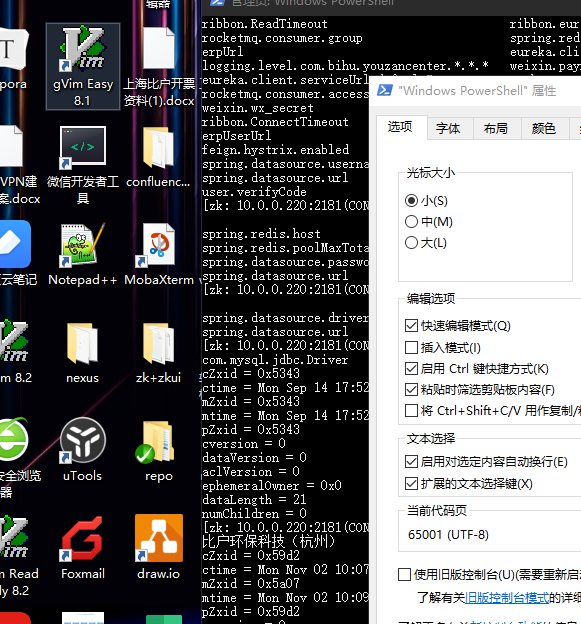 编辑器
管理员: Windows PowerShell
T
pora
gVim Easy
8.1
上海比户开票
资料(1).docx
VPN建
案.docx
微信开发者工
具
confluenc...
云笔记
Notepad++
MobaXterm
m 8.2
nexus
zk+zkui
安全浏览
器
uTools
repo
m Read
ly 8.2
Foxmail
draw.io
ribbon.ReadTimeout
rocketmq.consumer.group
erpUrl
logging.level.com.bihu.youzancenter.*.*.*
eureka.client.serviceUrl
rocketmq.consumer.access
weixin.wx_secret
ribbon.ConnectTimeout
erpUserUrl
feign.hystrix.enabled
spring.datasource.userna
spring.datasource.url
user.verifyCode
[zk: 10.0.0.220:2181(CON
spring.redis.host
spring.redis.poolMaxTota
spring.datasource.passwo
spring.datasource.url
[zk: 10.0.0.220:2181(CON
spring.datasource.driver
spring.datasource.url
[zk: 10.0.0.220:2181(CON
com.mysql.jdbc.Driver
cZxid = 0x5343
ctime = Mon Sep 14 17:52
mZxid = 0x5343
mtime = Mon Sep 14 17:52
pZxid = 0x5343
cversion = 0
dataVersion = 0
aclVersion = 0
ephemeralOwner = 0x0
dataLength = 21
numChildren = 0
[zk: 10.0.0.220:2181(CON
比户环保科技（杭州）
cZxid = 0x59d2
ctime = Mon Nov 02 10:07
mZxid = 0x5a07
mtime = Mon Nov 02 10:09
pZxid = 0x59d2
ribbon.eur
spring.red
eureka.cli
weixin.pay
"Windows PowerShell" 属性
选项
字体
布局
颜色
光标大小
小(S)
中(M)
大(L)
编辑选项
快速编辑模式(Q)
插入模式(I)
启用 Ctrl 键快捷方式(K)
粘贴时筛选剪贴板内容(F)
将 Ctrl+Shift+C/V 用作复制/
文本选择
启用对选定内容自动换行(E)
扩展的文本选择键(X)
当前代码页
65001 (UTF-8)
使用旧版控制台(U)(需要重新启
了解有关旧版控制台模式的详细